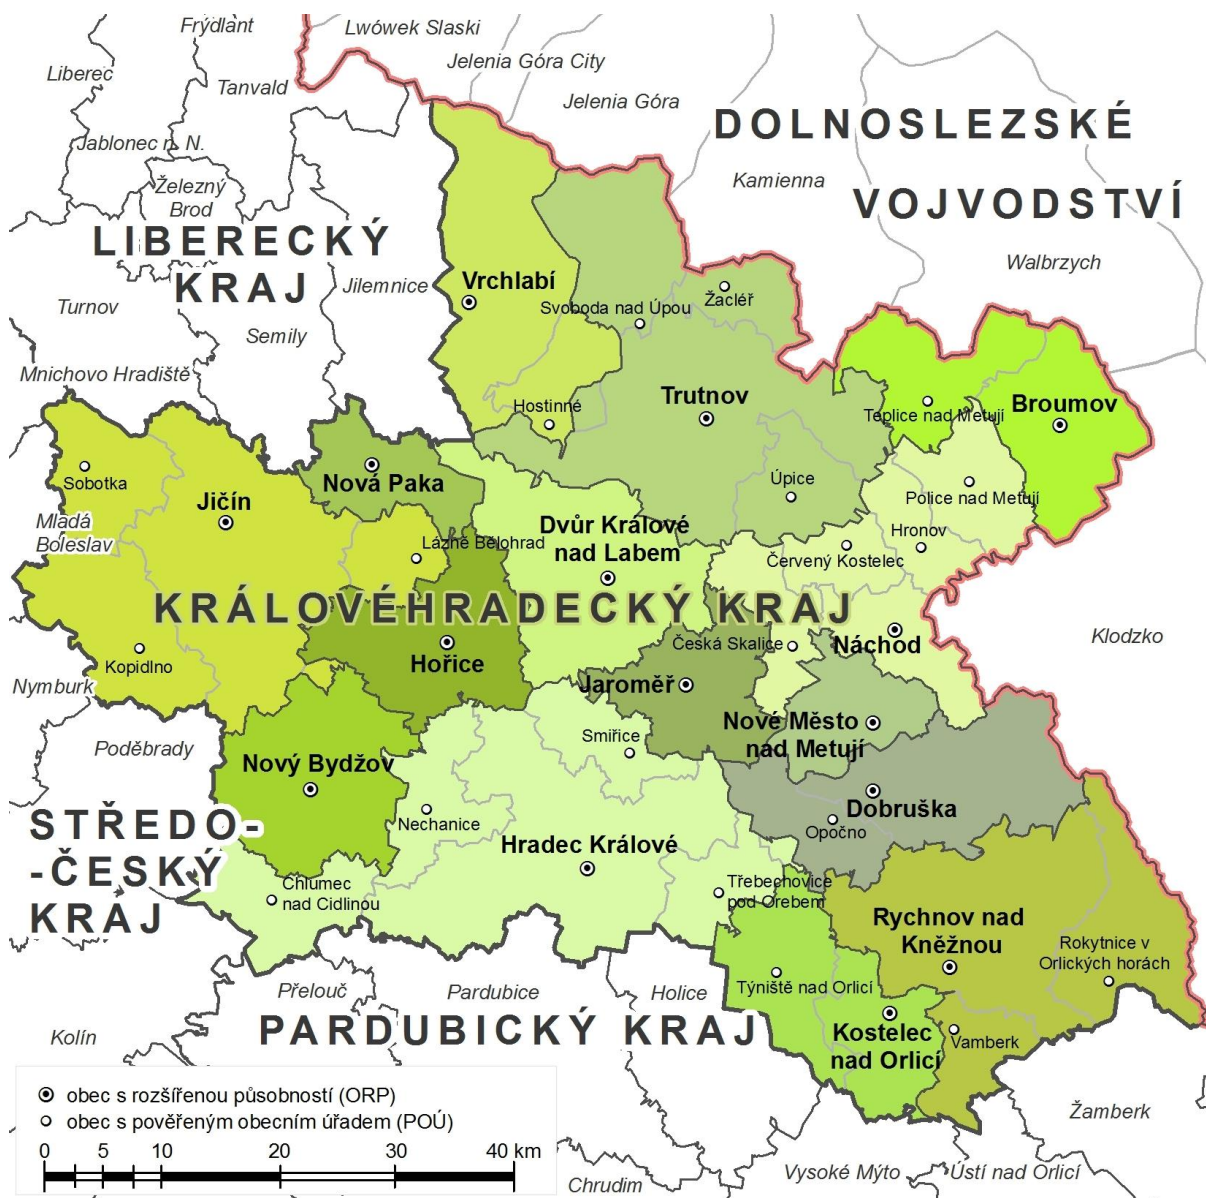 Frýdlant
Lwówek Slaski
Liberec
Tanvald
Jelenia Góra City
Jelenia Góra
DOLNOSLEZSKÉ
VOJVODSTVÍ
Jablonec n. N.
Železný
Brod
Kamienna
LIBERECKÝ
KRAJ
Walbrzych
Turnov
Jilemnice
Semily
Vrchlabí
Svoboda nad Úpou
Žacléř
Mnichovo Hradiště
Hostinné
Trutnov
Teplice nad Metují
Broumov
Sobotka
Nová Paka
Jičín
Úpice
Police nad Metují
Mladá
Boleslav
Lázně Bělohrad
Dvůr Králové
nad Labem
Hronov
Červený Kostelec
KRÁLOVÉHRADECKÝ KRAJ
Klodzko
Kopidlno
Hořice
Česká Skalice
Náchod
Nymburk
Jaroměř
Poděbrady
Smiřice
Nové Město
nad Metují
Nový Bydžov
Nechanice
Dobruška
Opočno
STŘEDO-
-ČESKÝ
KRAJ
Hradec Králové
Chlumec
nad Cidlinou
Třebechovice
pod Orebem
Rychnov nad
Kněžnou
Rokytnice v
Orlických horách
Týniště nad Orlicí
Přelouč
Pardubice
Holice
PARDUBICKÝ KRAJ
Kolín
Kostelec
nad Orlicí
Vamberk
obec s rozšířenou působností (ORP)
obec s pověřeným obecním úřadem (POÚ)
0 5 10 20 30 40 km
Žamberk
Chrudim
Vysoké Mýto
Ústí nad Orlicí